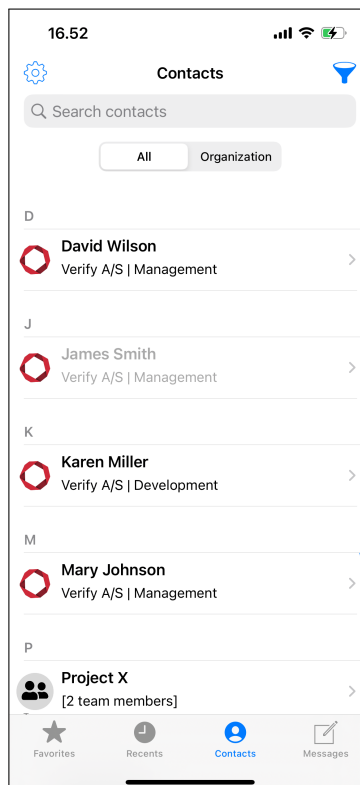 16.52
Contacts
Search contacts
All
Organization
D
David Wilson
Verify A/S | Management
J
James Smith
Verify A/S | Management
K
Karen Miller
Verify A/S | Development
M
Mary Johnson
Verify A/S | Management
P
Project X
[2 team members]
Favorites
Recents
Contacts
Messages